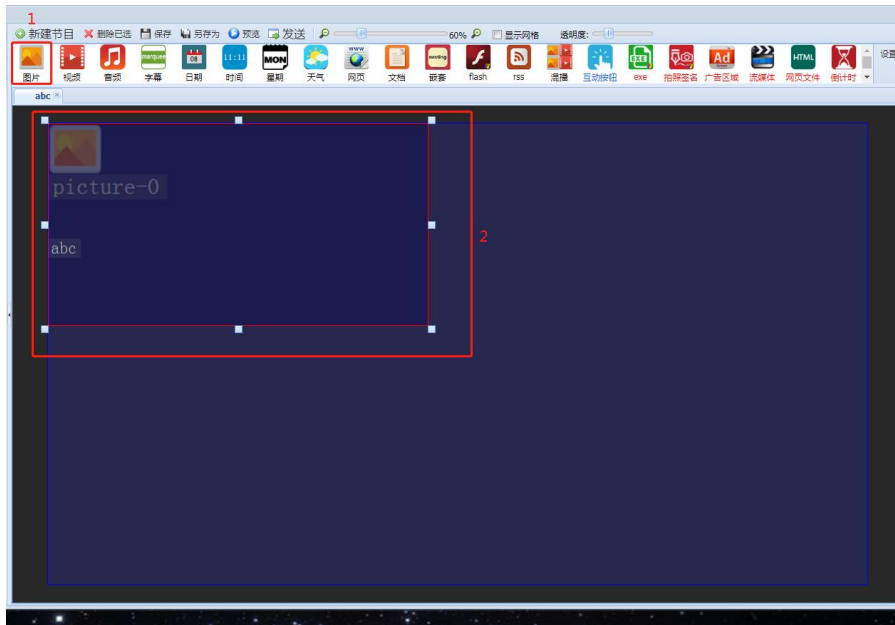 1
新建节目 删除已选 保存 另存为 预览 发送 60% 显示网格 透明度:
marquee 08 11:11 MON www nesting EXE Ad HTML
图片 视频 音频 字幕 日期 时间 星期 天气 网页 文档 嵌套 flash rss 混播 互动按钮 exe 拍照签名 广告区域 流媒体 网页文件 倒计时 设置
abc
picture-0
2
abc